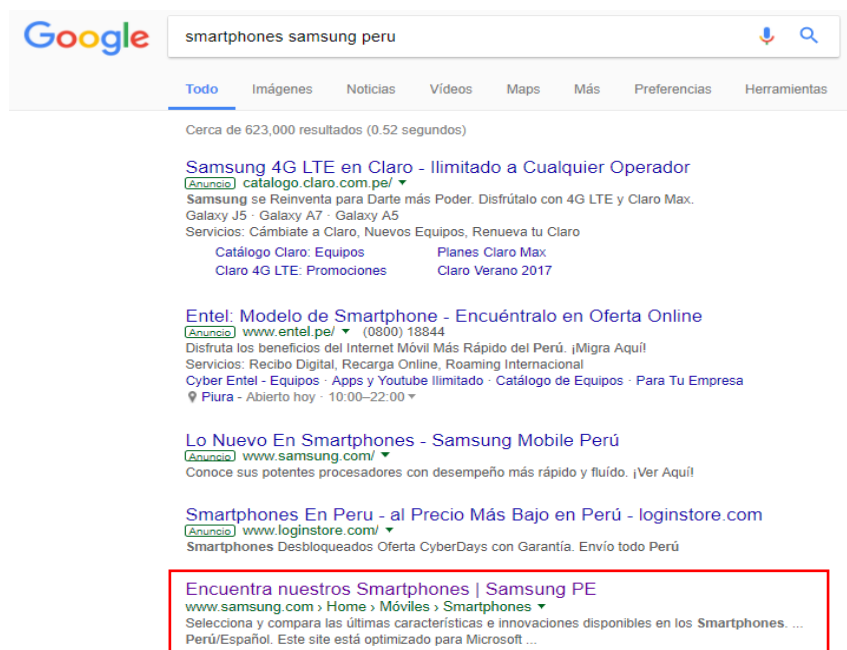 Google
smartphones samsung peru
Todo Imágenes Noticias Vídeos Maps Más Preferencias Herramientas
Cerca de 623,000 resultados (0.52 segundos)
Samsung 4G LTE en Claro - Ilimitado a Cualquier Operador
Anuncio catalogo.claro.com.pe/
Samsung se Reinventa para Darte más Poder. Disfrútalo con 4G LTE y Claro Max.
Galaxy J5 · Galaxy A7 · Galaxy A5
Servicios: Cámbiate a Claro, Nuevos Equipos, Renueva tu Claro
Catálogo Claro: Equipos Planes Claro Max
Claro 4G LTE: Promociones Claro Verano 2017
Entel: Modelo de Smartphone - Encuéntralo en Oferta Online
Anuncio www.entel.pe/ (0800) 18844
Disfruta los beneficios del Internet Móvil Más Rápido del Perú. ¡Migra Aquí!
Servicios: Recibo Digital, Recarga Online, Roaming Internacional
Cyber Entel - Equipos · Apps y Youtube Ilimitado · Catálogo de Equipos · Para Tu Empresa
Piura - Abierto hoy · 10:00–22:00
Lo Nuevo En Smartphones - Samsung Mobile Perú
Anuncio www.samsung.com/
Conoce sus potentes procesadores con desempeño más rápido y fluído. ¡Ver Aquí!
Smartphones En Peru - al Precio Más Bajo en Perú - loginstore.com
Anuncio www.loginstore.com/
Smartphones Desbloqueados Oferta CyberDays con Garantía. Envío todo Perú
Encuentra nuestros Smartphones | Samsung PE
www.samsung.com › Home › Móviles › Smartphones
Selecciona y compara las últimas características e innovaciones disponibles en los Smartphones. ...
Perú/Español. Este site está optimizado para Microsoft ...